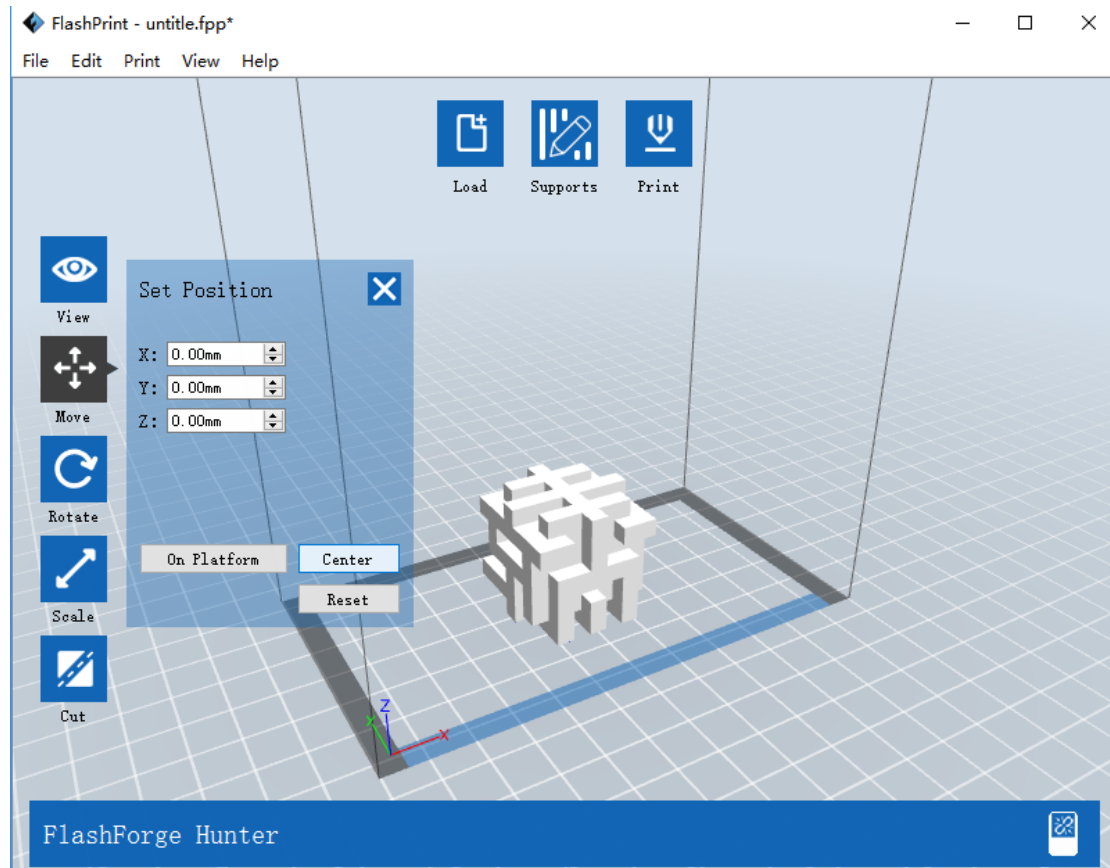 FlashPrint - untitle.fpp*
File Edit Print View Help
Load Supports Print
View
Move
Rotate
Scale
Cut
Set Position
X: 0.00mm
Y: 0.00mm
Z: 0.00mm
On Platform Center
Reset
Z
X
FlashForge Hunter